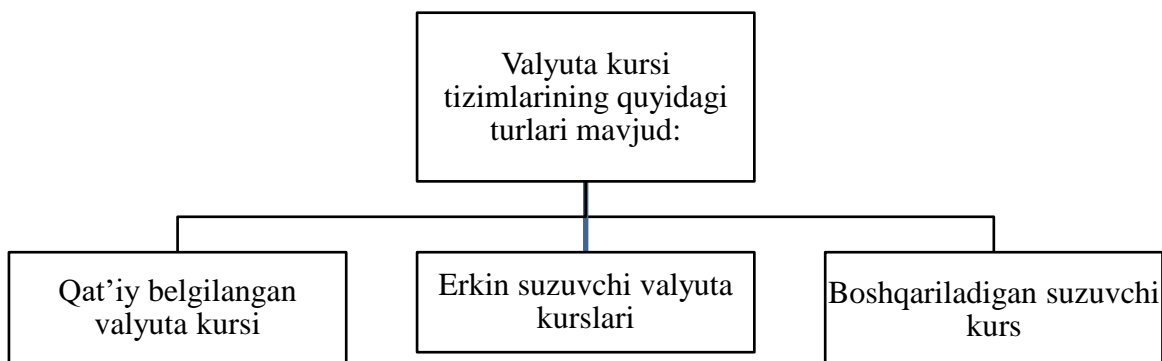 Valyuta kursi
tizimlarining quyidagi
turlari mavjud:
Qat’iy belgilangan
valyuta kursi
Erkin suzuvchi valyuta
kurslari
Boshqariladigan suzuvchi
kurs